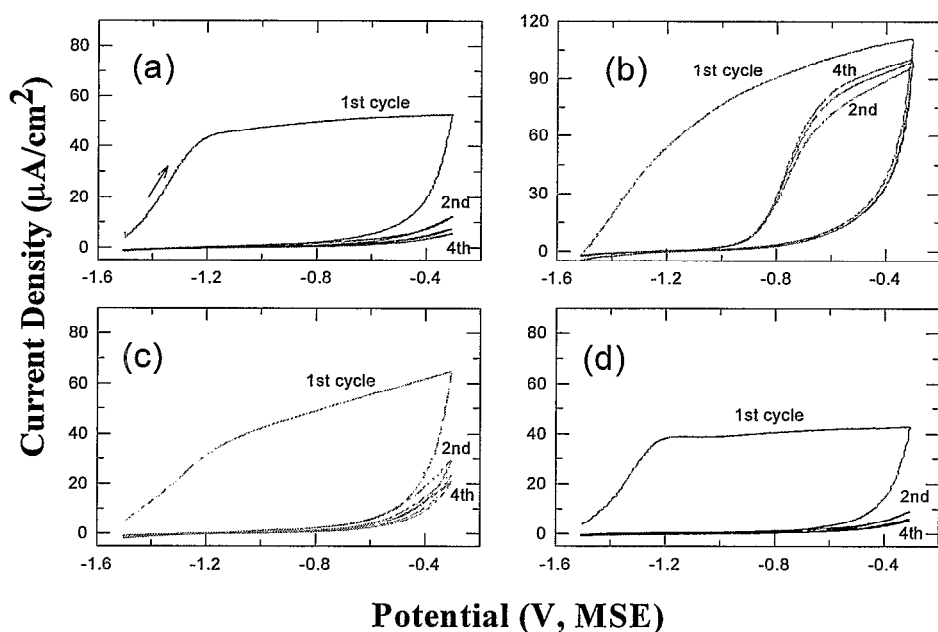 Current Density (μA/cm²)
80
60
40
20
0
(a)
1st cycle
2nd
4th
-1.6
-1.2
-0.8
-0.4
120
90
60
30
0
(b)
1st cycle
4th
2nd
-1.6
-1.2
-0.8
-0.4
80
60
40
20
0
(c)
1st cycle
2nd
4th
-1.6
-1.2
-0.8
-0.4
80
60
40
20
0
(d)
1st cycle
2nd
4th
-1.6
-1.2
-0.8
-0.4
Potential (V, MSE)